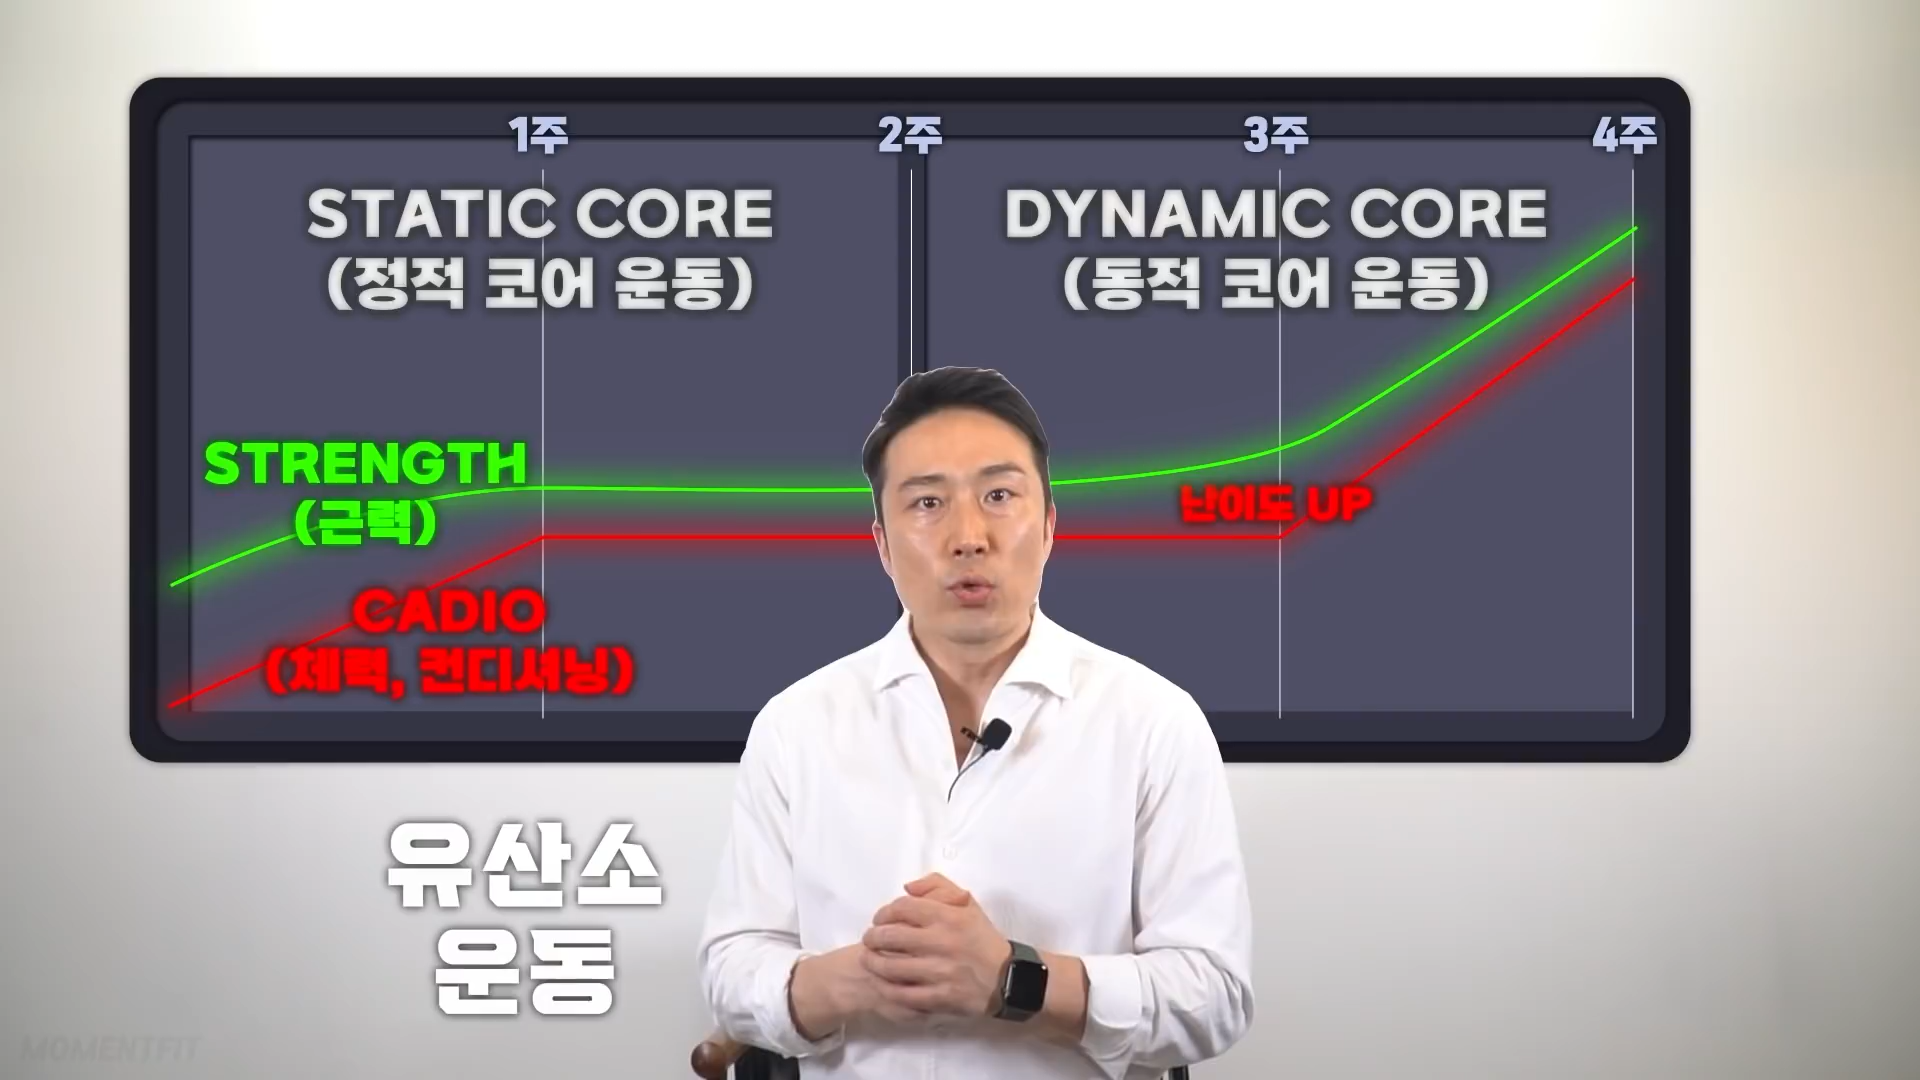 1주 2주 3주 4주
STATIC CORE
(정적 코어 운동)
DYNAMIC CORE
(동적 코어 운동)
STRENGTH
(근력)
난이도 UP
CADIO
(체력, 컨디셔닝)
유산소
운동
MOMENTFIT